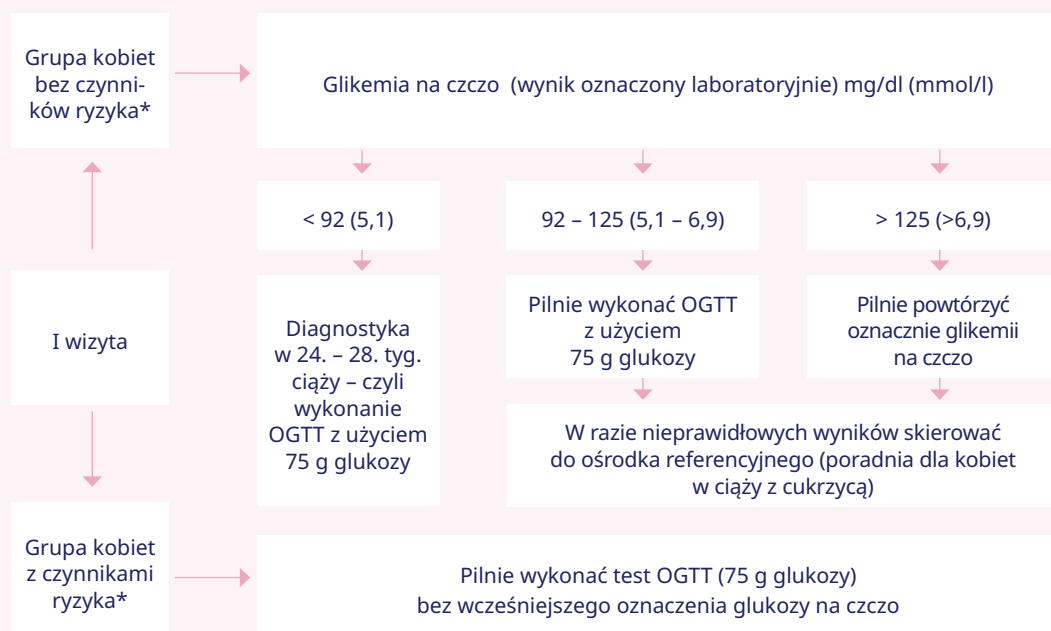 Grupa kobiet
bez czynni-
ków ryzyka*
Glikemia na czczo (wynik oznaczony laboratoryjnie) mg/dl (mmol/l)
< 92 (5,1)
92 – 125 (5,1 – 6,9)
> 125 (>6,9)
I wizyta
Diagnostyka
w 24. – 28. tyg.
ciąży – czyli
wykonanie
OGTT z użyciem
75 g glukozy
Pilnie wykonać OGTT
z użyciem
75 g glukozy
Pilnie powtórzyć
oznacznie glikemii
na czczo
W razie nieprawidłowych wyników skierować
do ośrodka referencyjnego (poradnia dla kobiet
w ciąży z cukrzycą)
Grupa kobiet
z czynnikami
ryzyka*
Pilnie wykonać test OGTT (75 g glukozy)
bez wcześniejszego oznaczenia glukozy na czczo